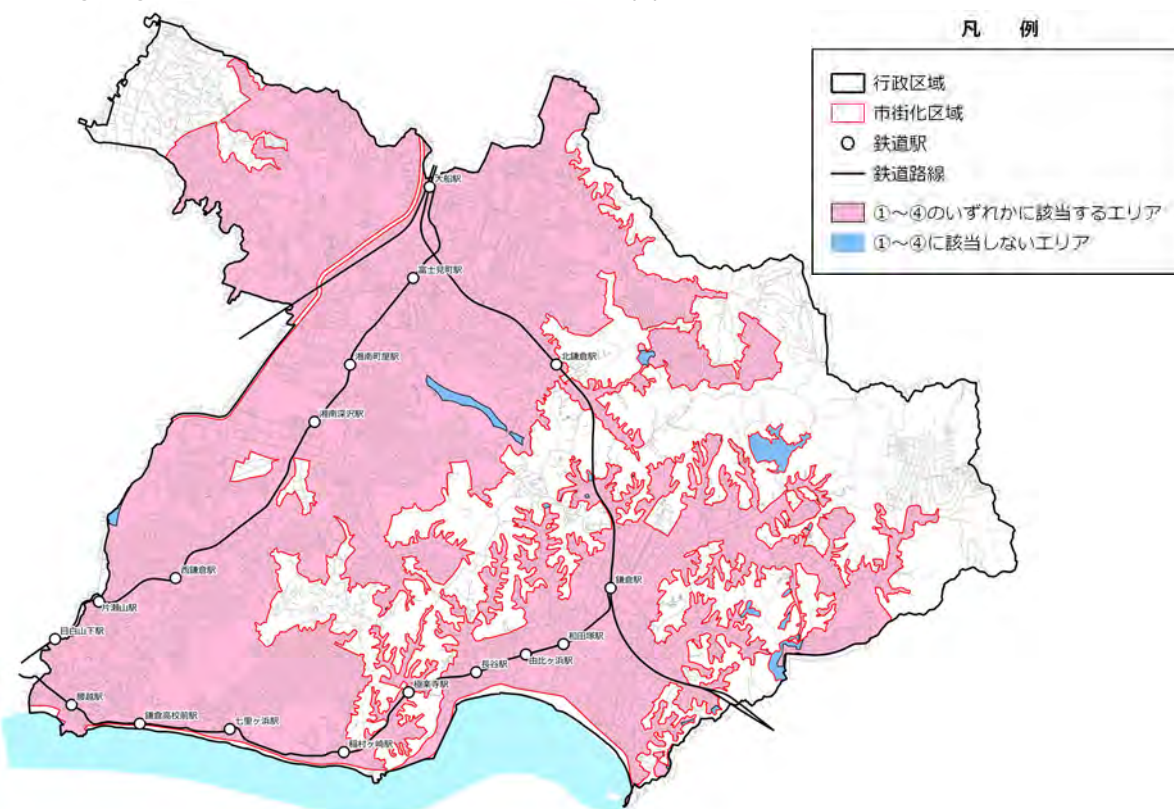 凡 例
行政区域
市街化区域
鉄道駅
鉄道路線
①~④のいずれかに該当するエリア
①~④に該当しないエリア
大船駅
富士見町駅
湘南町屋駅
北鎌倉駅
湘南深沢駅
西鎌倉駅
鎌倉駅
片瀬山駅
目白山下駅
和田塚駅
由比ヶ浜駅
長谷駅
極楽寺駅
腰越駅
鎌倉高校前駅
七里ヶ浜駅
稲村ヶ崎駅